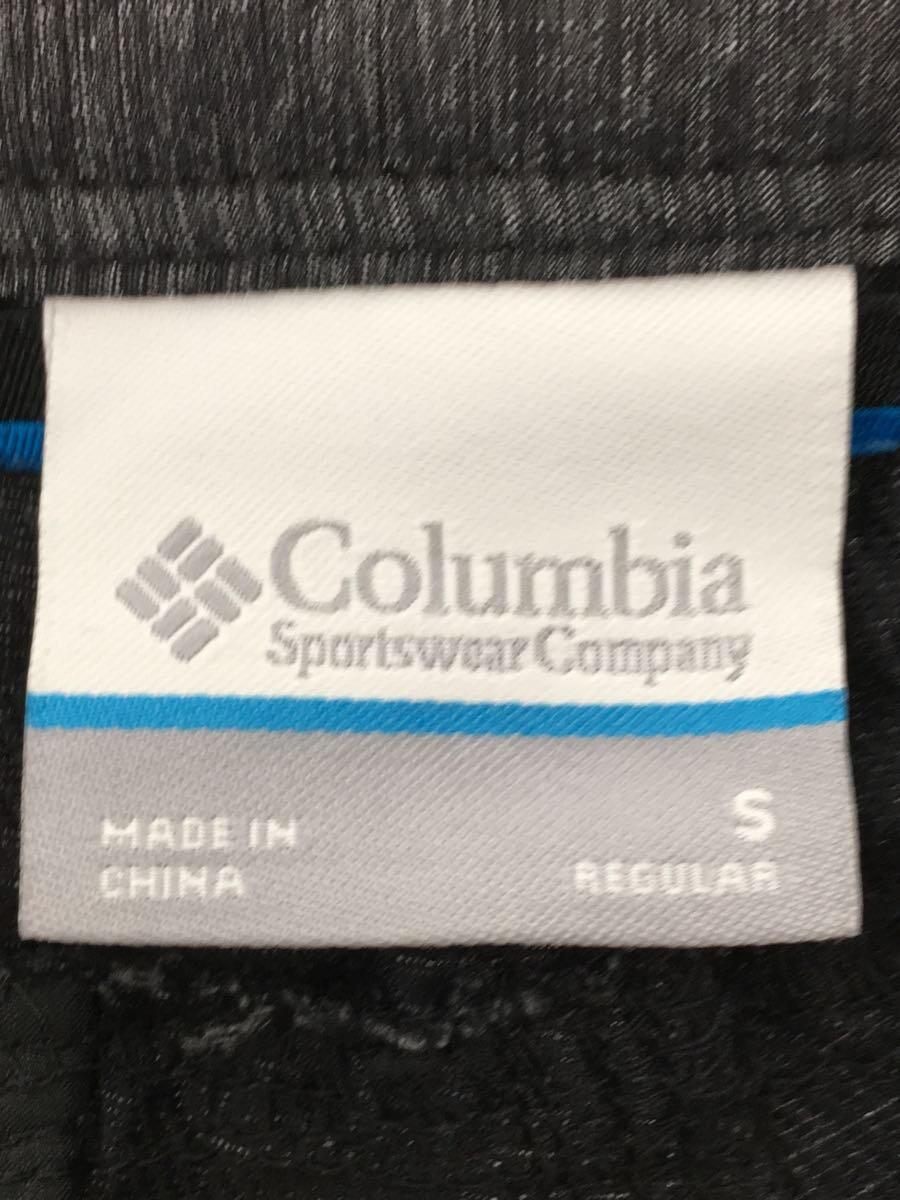 Columbia
Sportswear Company
MADE IN
CHINA
S
REGULAR